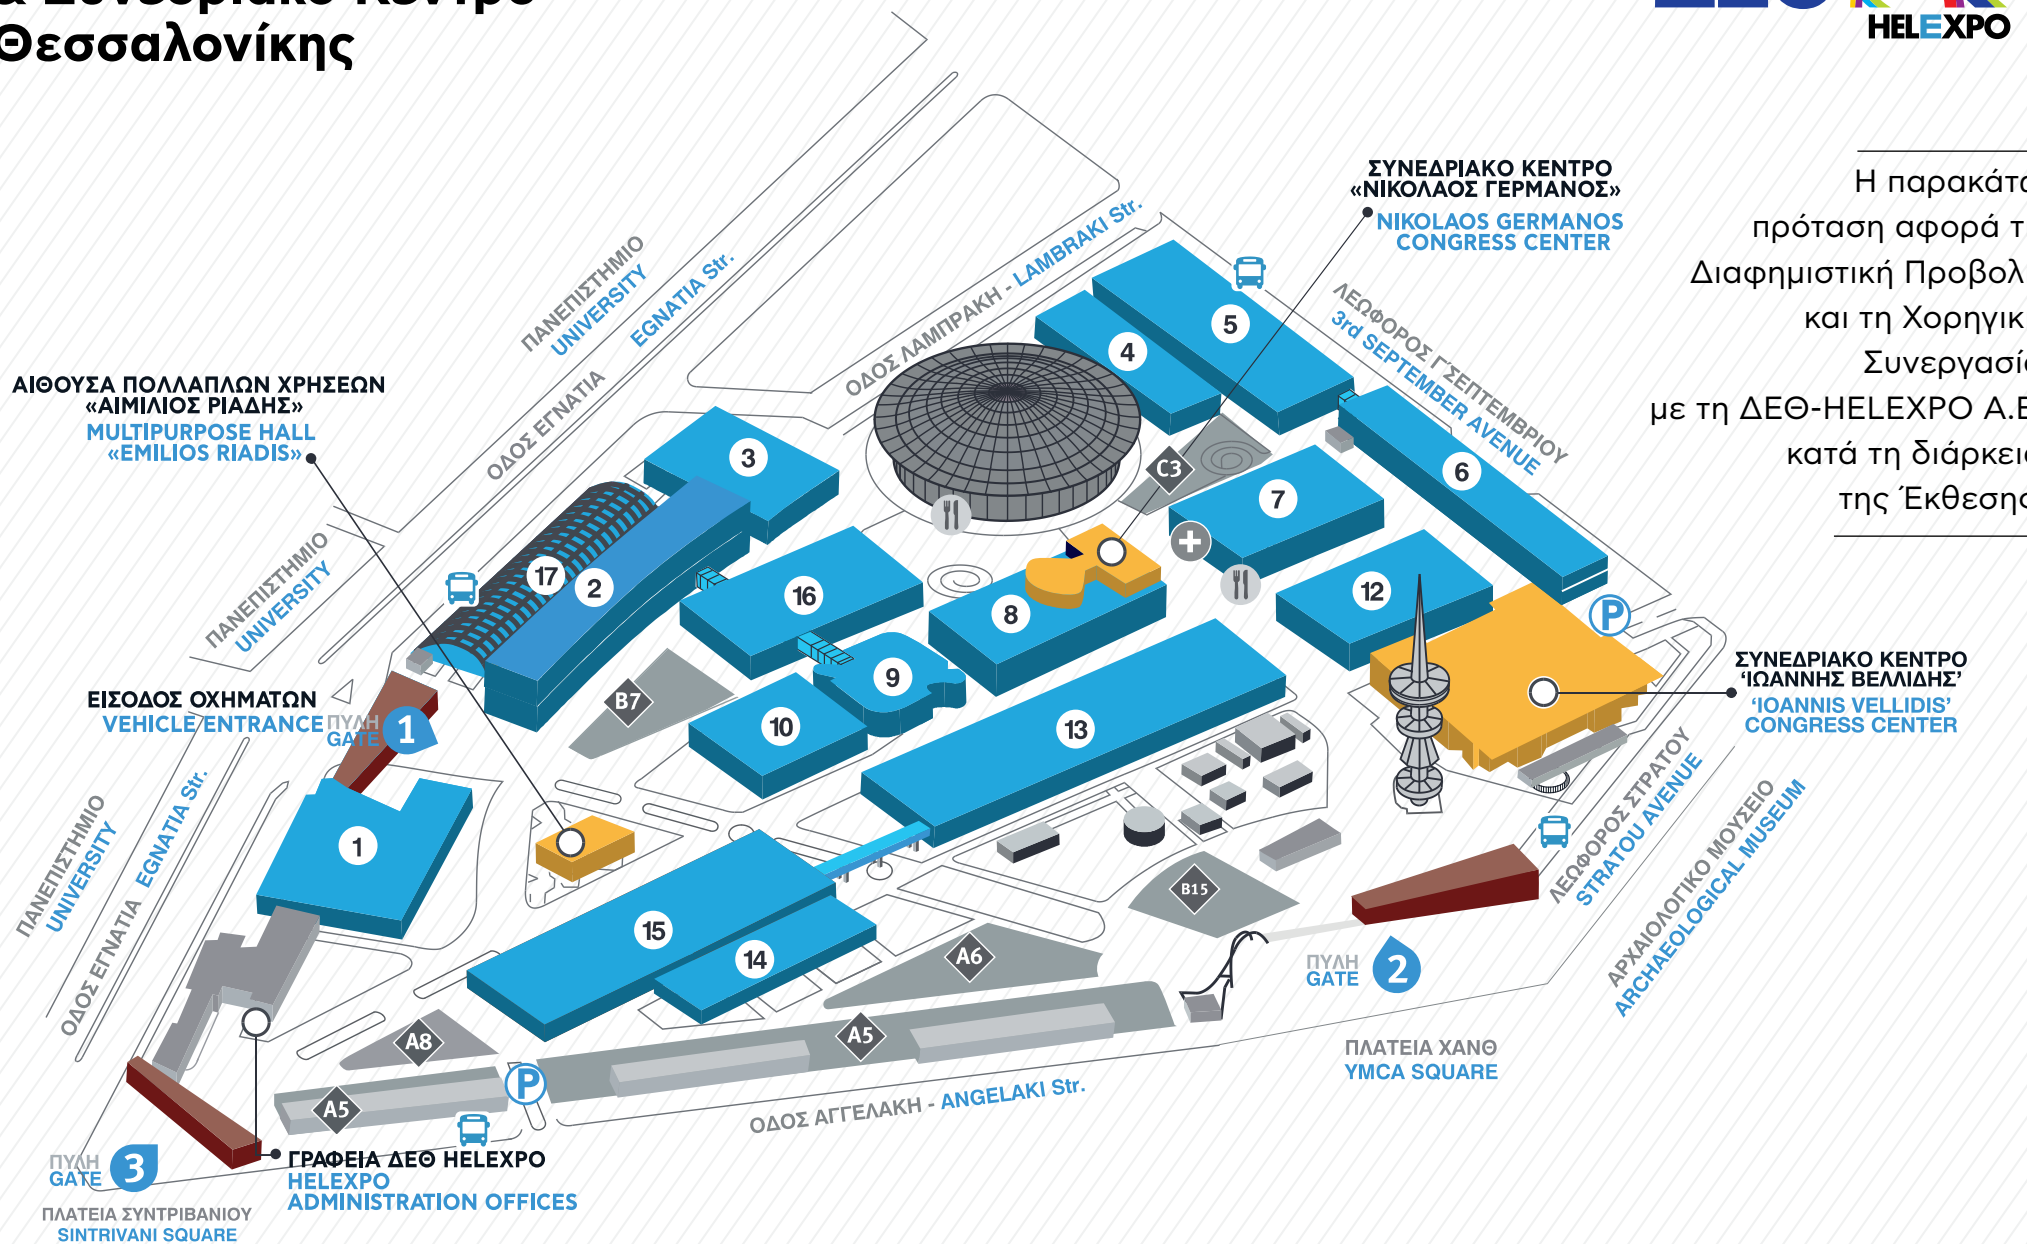 Συνεδριακό Κέντρο
Θεσσαλονίκης
HELEXPO
Η παρακάτω
πρόταση αφορά
Διαφημιστική Προβολ
και τη Χορηγικ
Συνεργασία
με τη ΔΕΘ-HELEXPO Α.Ε
κατά τη διάρκεια
της Έκθεσης
ΣΥΝΕΔΡΙΑΚΟ ΚΕΝΤΡΟ
«ΝΙΚΟΛΑΟΣ ΓΕΡΜΑΝΟΣ»
NIKOLAOS GERMANOS
CONGRESS CENTER
ΠΑΝΕΠΙΣΤΗΜΙΟ
UNIVERSITY
EGNATIA Str.
ΟΔΟΣ ΕΓΝΑΤΙΑ
ΟΔΟΣ ΛΑΜΠΡΑΚΗ - LAMBRAKI Str.
ΛΕΩΦΟΡΟΣ Γ'ΣΕΠΤΕΜΒΡΙΟΥ
3rd SEPTEMBER AVENUE
ΑΙΘΟΥΣΑ ΠΟΛΛΑΠΛΩΝ ΧΡΗΣΕΩΝ
«ΑΙΜΙΛΙΟΣ ΡΙΑΔΗΣ»
MULTIPURPOSE HALL
«EMILIOS RIADIS»
5
4
3
C3
6
7
17
2
16
8
12
P
9
B7
10
13
ΠΑΝΕΠΙΣΤΗΜΙΟ
UNIVERSITY
ΣΥΝΕΔΡΙΑΚΟ ΚΕΝΤΡΟ
‘ΙΩΑΝΝΗΣ ΒΕΛΛΙΔΗΣ’
‘IOANNIS VELLIDIS’
CONGRESS CENTER
ΕΙΣΟΔΟΣ ΟΧΗΜΑΤΩΝ
VEHICLE ENTRANCE
ΠΥΛΗ
GATE
1
1
15
14
B15
A6
A5
A8
A5
P
ΛΕΩΦΟΡΟΣ ΣΤΡΑΤΟΥ
STRATOU AVENUE
ΑΡΧΑΙΟΛΟΓΙΚΟ ΜΟΥΣΕΙΟ
ARCHAEOLOGICAL MUSEUM
ΠΑΝΕΠΙΣΤΗΜΙΟ
UNIVERSITY
ΟΔΟΣ ΕΓΝΑΤΙΑ EGNATIA Str.
ΠΥΛΗ
GATE
2
ΠΛΑΤΕΙΑ ΧΑΝΘ
YMCA SQUARE
ΟΔΟΣ ΑΓΓΕΛΑΚΗ - ANGELAKI Str.
ΠΥΛΗ
GATE
3
ΓΡΑΦΕΙΑ ΔΕΘ HELEXPO
HELEXPO
ADMINISTRATION OFFICES
ΠΛΑΤΕΙΑ ΣΥΝΤΡΙΒΑΝΙΟΥ
SINTRIVANI SQUARE